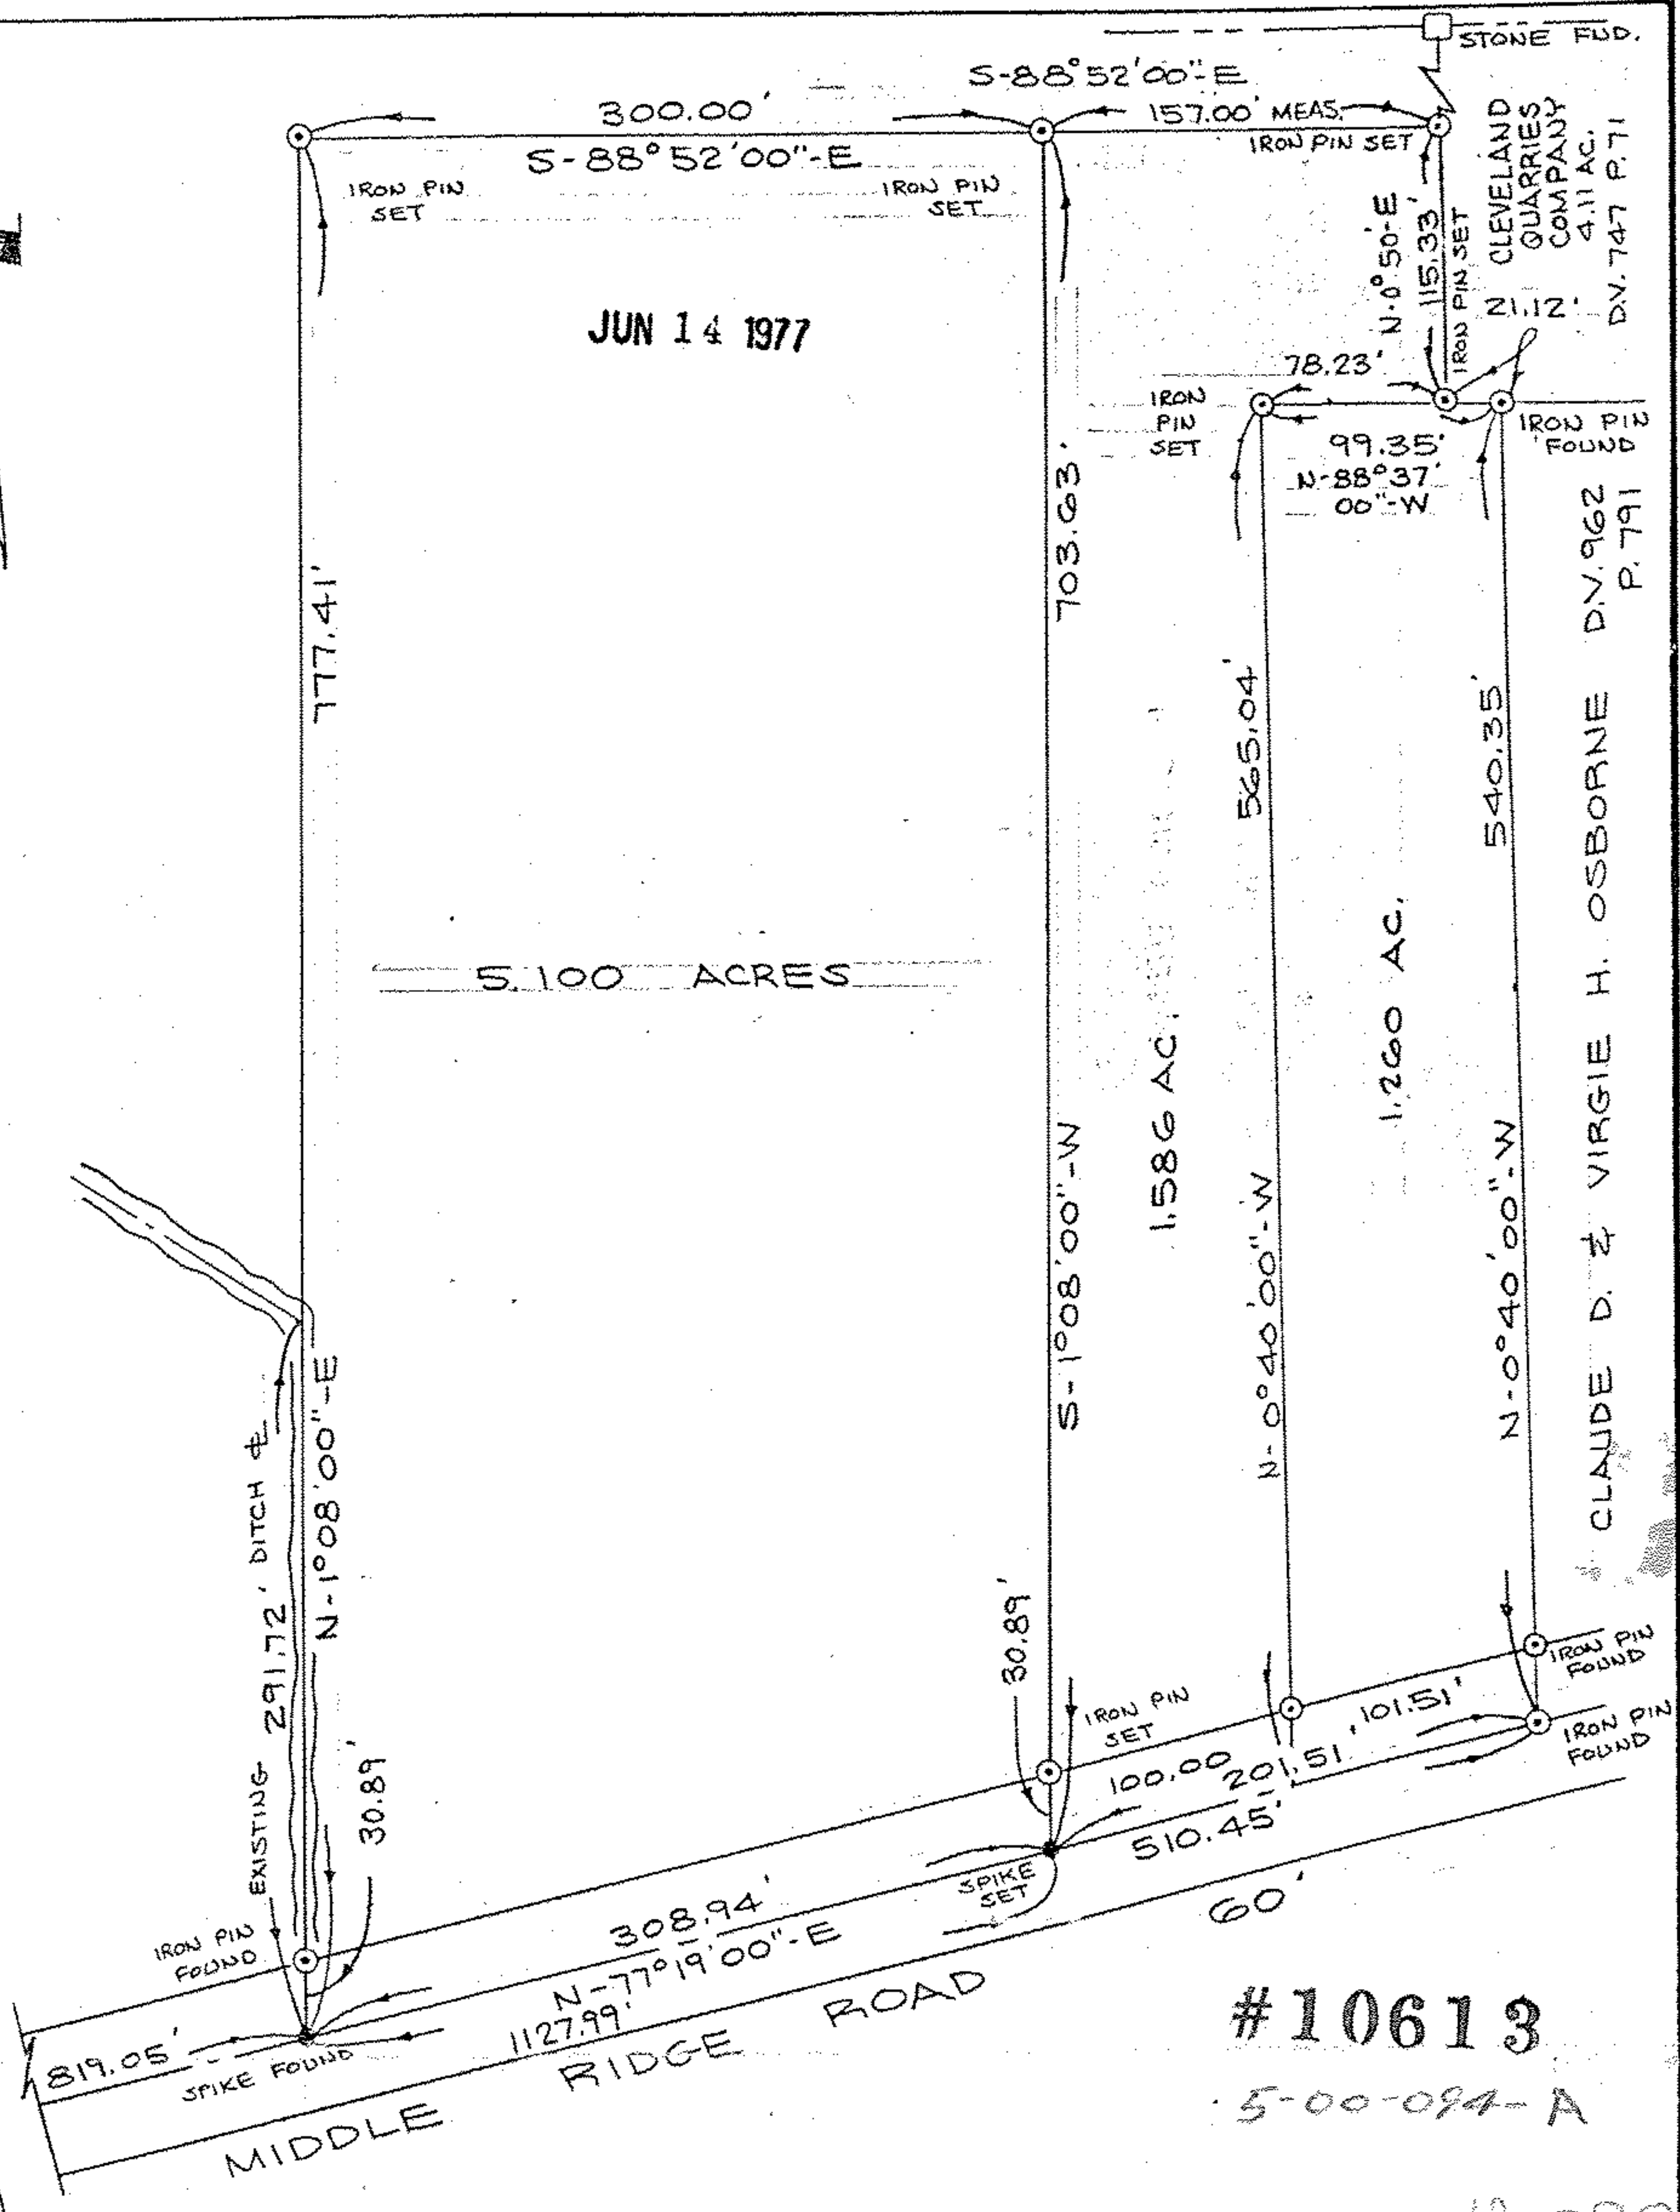 STONE FND.
S-88°52'00"-E
300.00'
157.00' MEAS.
S-88°52'00"-E
IRON PIN SET
IRON PIN
SET
IRON PIN
SET
CLEVELAND
QUARRIES
COMPANY
4.11 AC.
D.V. 747 P. 71
N-0°50'-E
115.33'
IRON PIN SET
21.12'
JUN 14 1977
78.23'
IRON
PIN
SET
IRON PIN
FOUND
99.35'
N-88°37'
00"-W
777.41'
703.63'
565.04'
540.35'
D.V. 962
P. 791
CLAUDE D. & VIRGIE H. OSBORNE
5.100 ACRES
1.586 AC.
1.260 AC.
S-1°08'00"-W
N-0°40'00"-W
N-0°40'00"-W
N-1°08'00"-E
EXISTING 291.72' DITCH ⅊
30.89'
30.89'
IRON PIN
FOUND
IRON PIN
SET
101.51'
IRON PIN
FOUND
100.00
201.51'
510.45'
SPIKE
SET
60'
308.94'
IRON PIN
FOUND
N-77°19'00"-E
1127.99'
819.05'
SPIKE FOUND
MIDDLE RIDGE ROAD
#10613
5-00-094-A